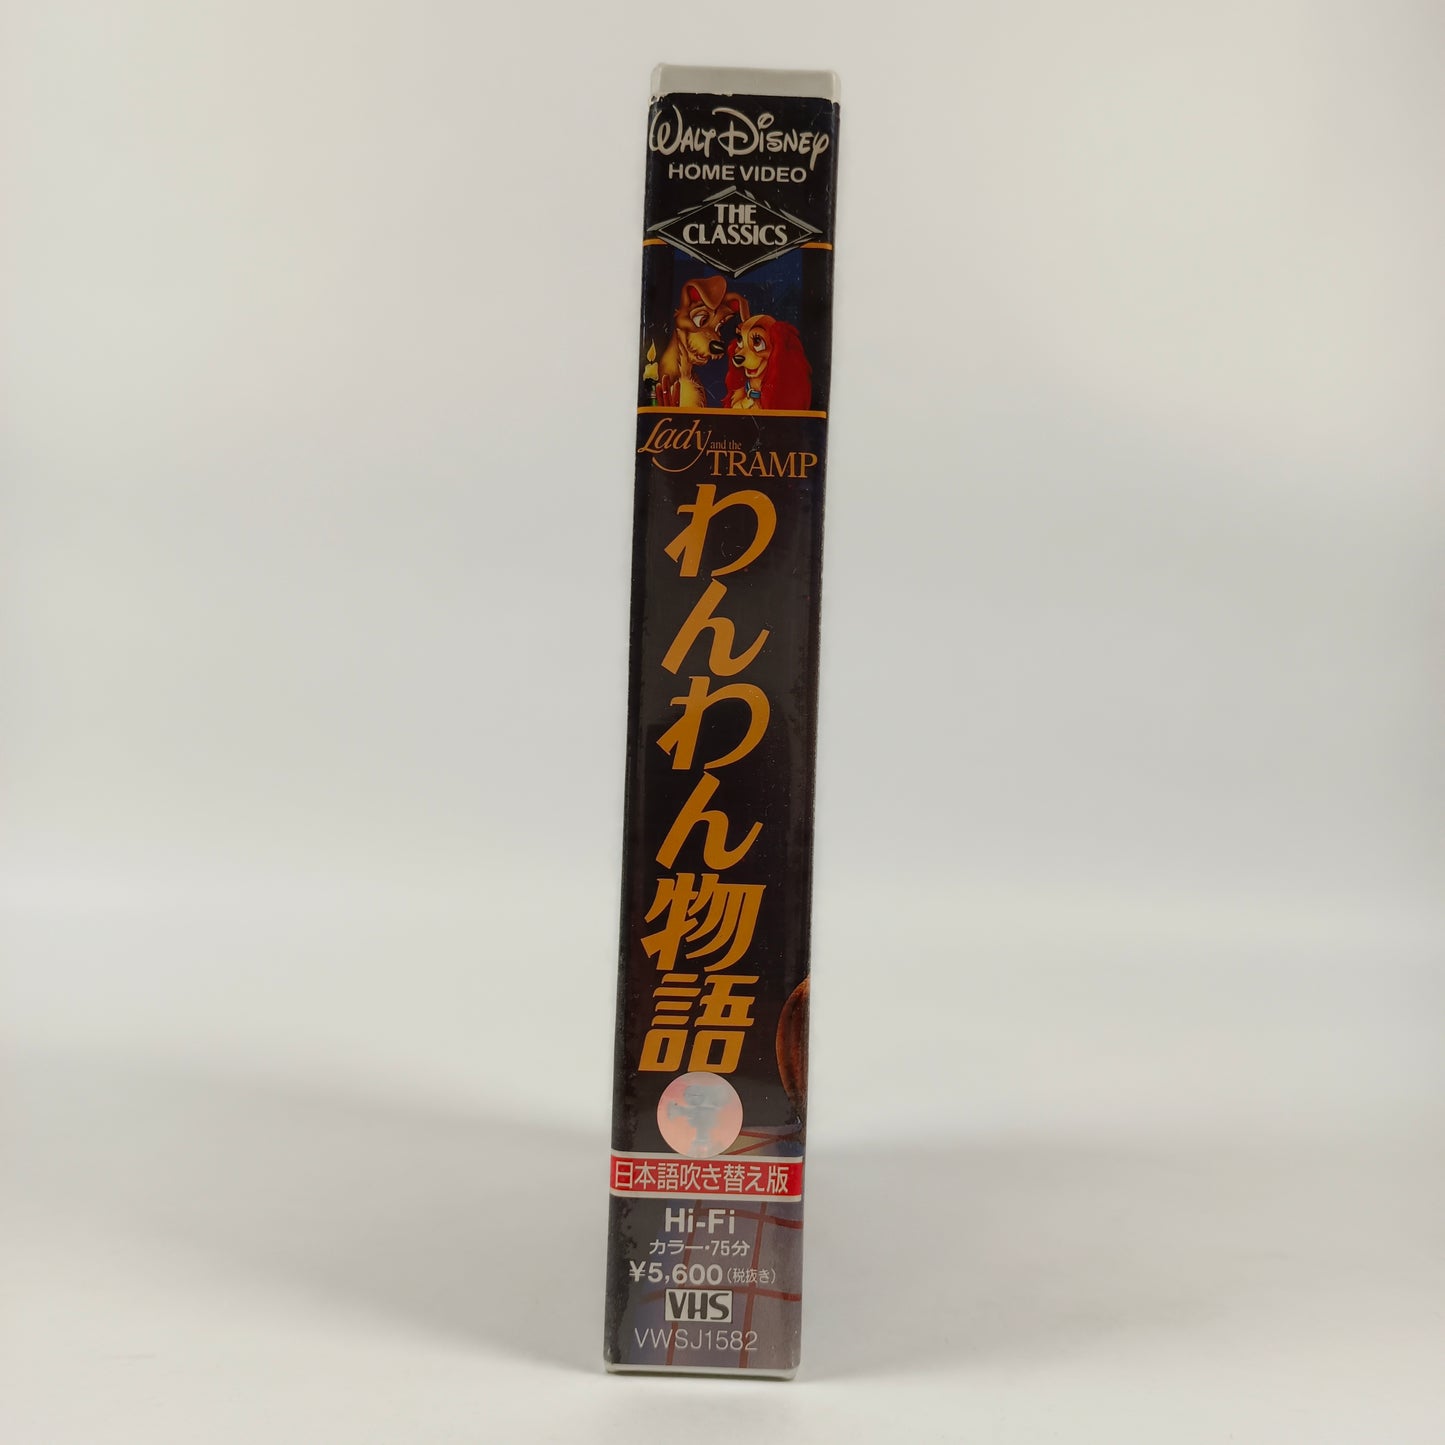 WALT DISNEY
HOME VIDEO
THE
CLASSICS
Lady and the
TRAMP
わんわん物語
日本語吹き替え版
Hi-Fi
カラー・75分
¥5,600(税抜き)
VHS
VWSJ1582